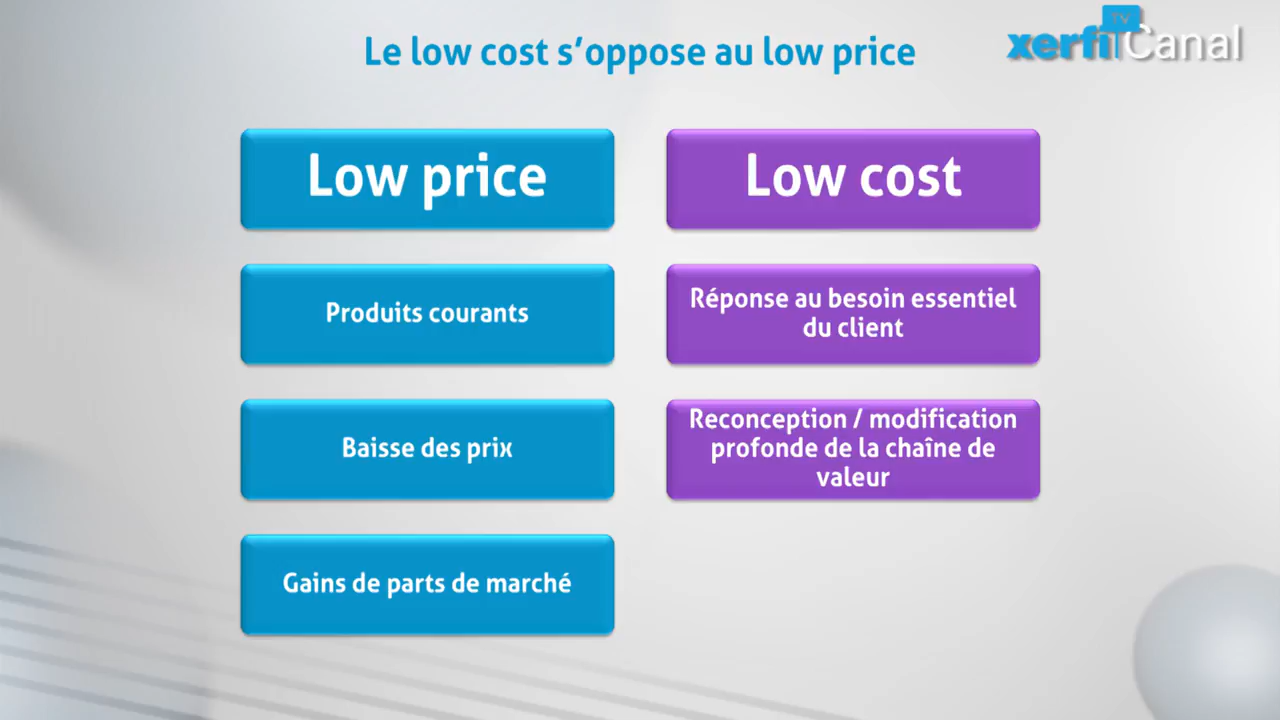 Le low cost s'oppose au low price
TV
xerfi Canal
Low price
Low cost
Produits courants
Réponse au besoin essentiel
du client
Baisse des prix
Reconception / modification
profonde de la chaîne de
valeur
Gains de parts de marché